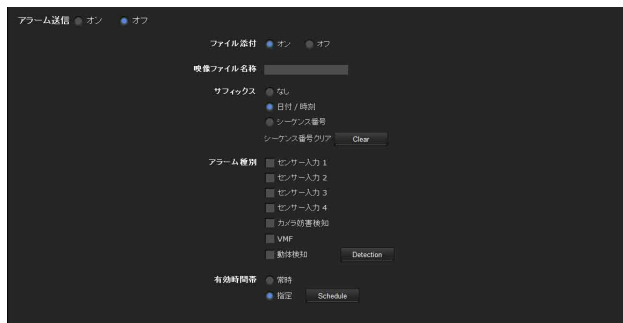 アラーム送信 オン オフ
ファイル添付 オン オフ
映像ファイル名称
サフィックス なし
日付 / 時刻
シーケンス番号
シーケンス番号クリア Clear
アラーム種別 センサー入力 1
センサー入力 2
センサー入力 3
センサー入力 4
カメラ妨害検知
VMF
動体検知 Detection
有効時間帯 常時
指定 Schedule